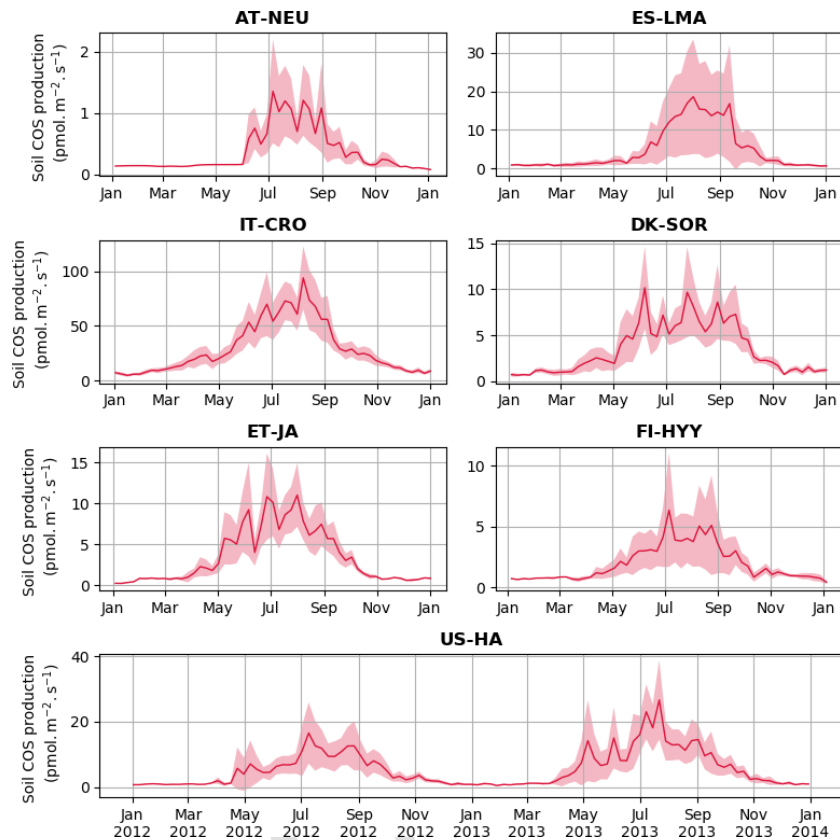 AT-NEU
ES-LMA
Soil COS production
(pmol. m⁻². s⁻¹)
2
1
0
Jan Mar May Jul Sep Nov Jan
30
20
10
0
Jan Mar May Jul Sep Nov Jan
IT-CRO
DK-SOR
Soil COS production
(pmol. m⁻². s⁻¹)
100
50
0
Jan Mar May Jul Sep Nov Jan
15
10
5
0
Jan Mar May Jul Sep Nov Jan
ET-JA
FI-HYY
Soil COS production
(pmol. m⁻². s⁻¹)
15
10
5
0
Jan Mar May Jul Sep Nov Jan
10
5
0
Jan Mar May Jul Sep Nov Jan
US-HA
Soil COS production
(pmol. m⁻². s⁻¹)
40
20
0
Jan Mar May Jul Sep Nov Jan Mar May Jul Sep Nov Jan
2012 2012 2012 2012 2012 2012 2013 2013 2013 2013 2013 2013 2014